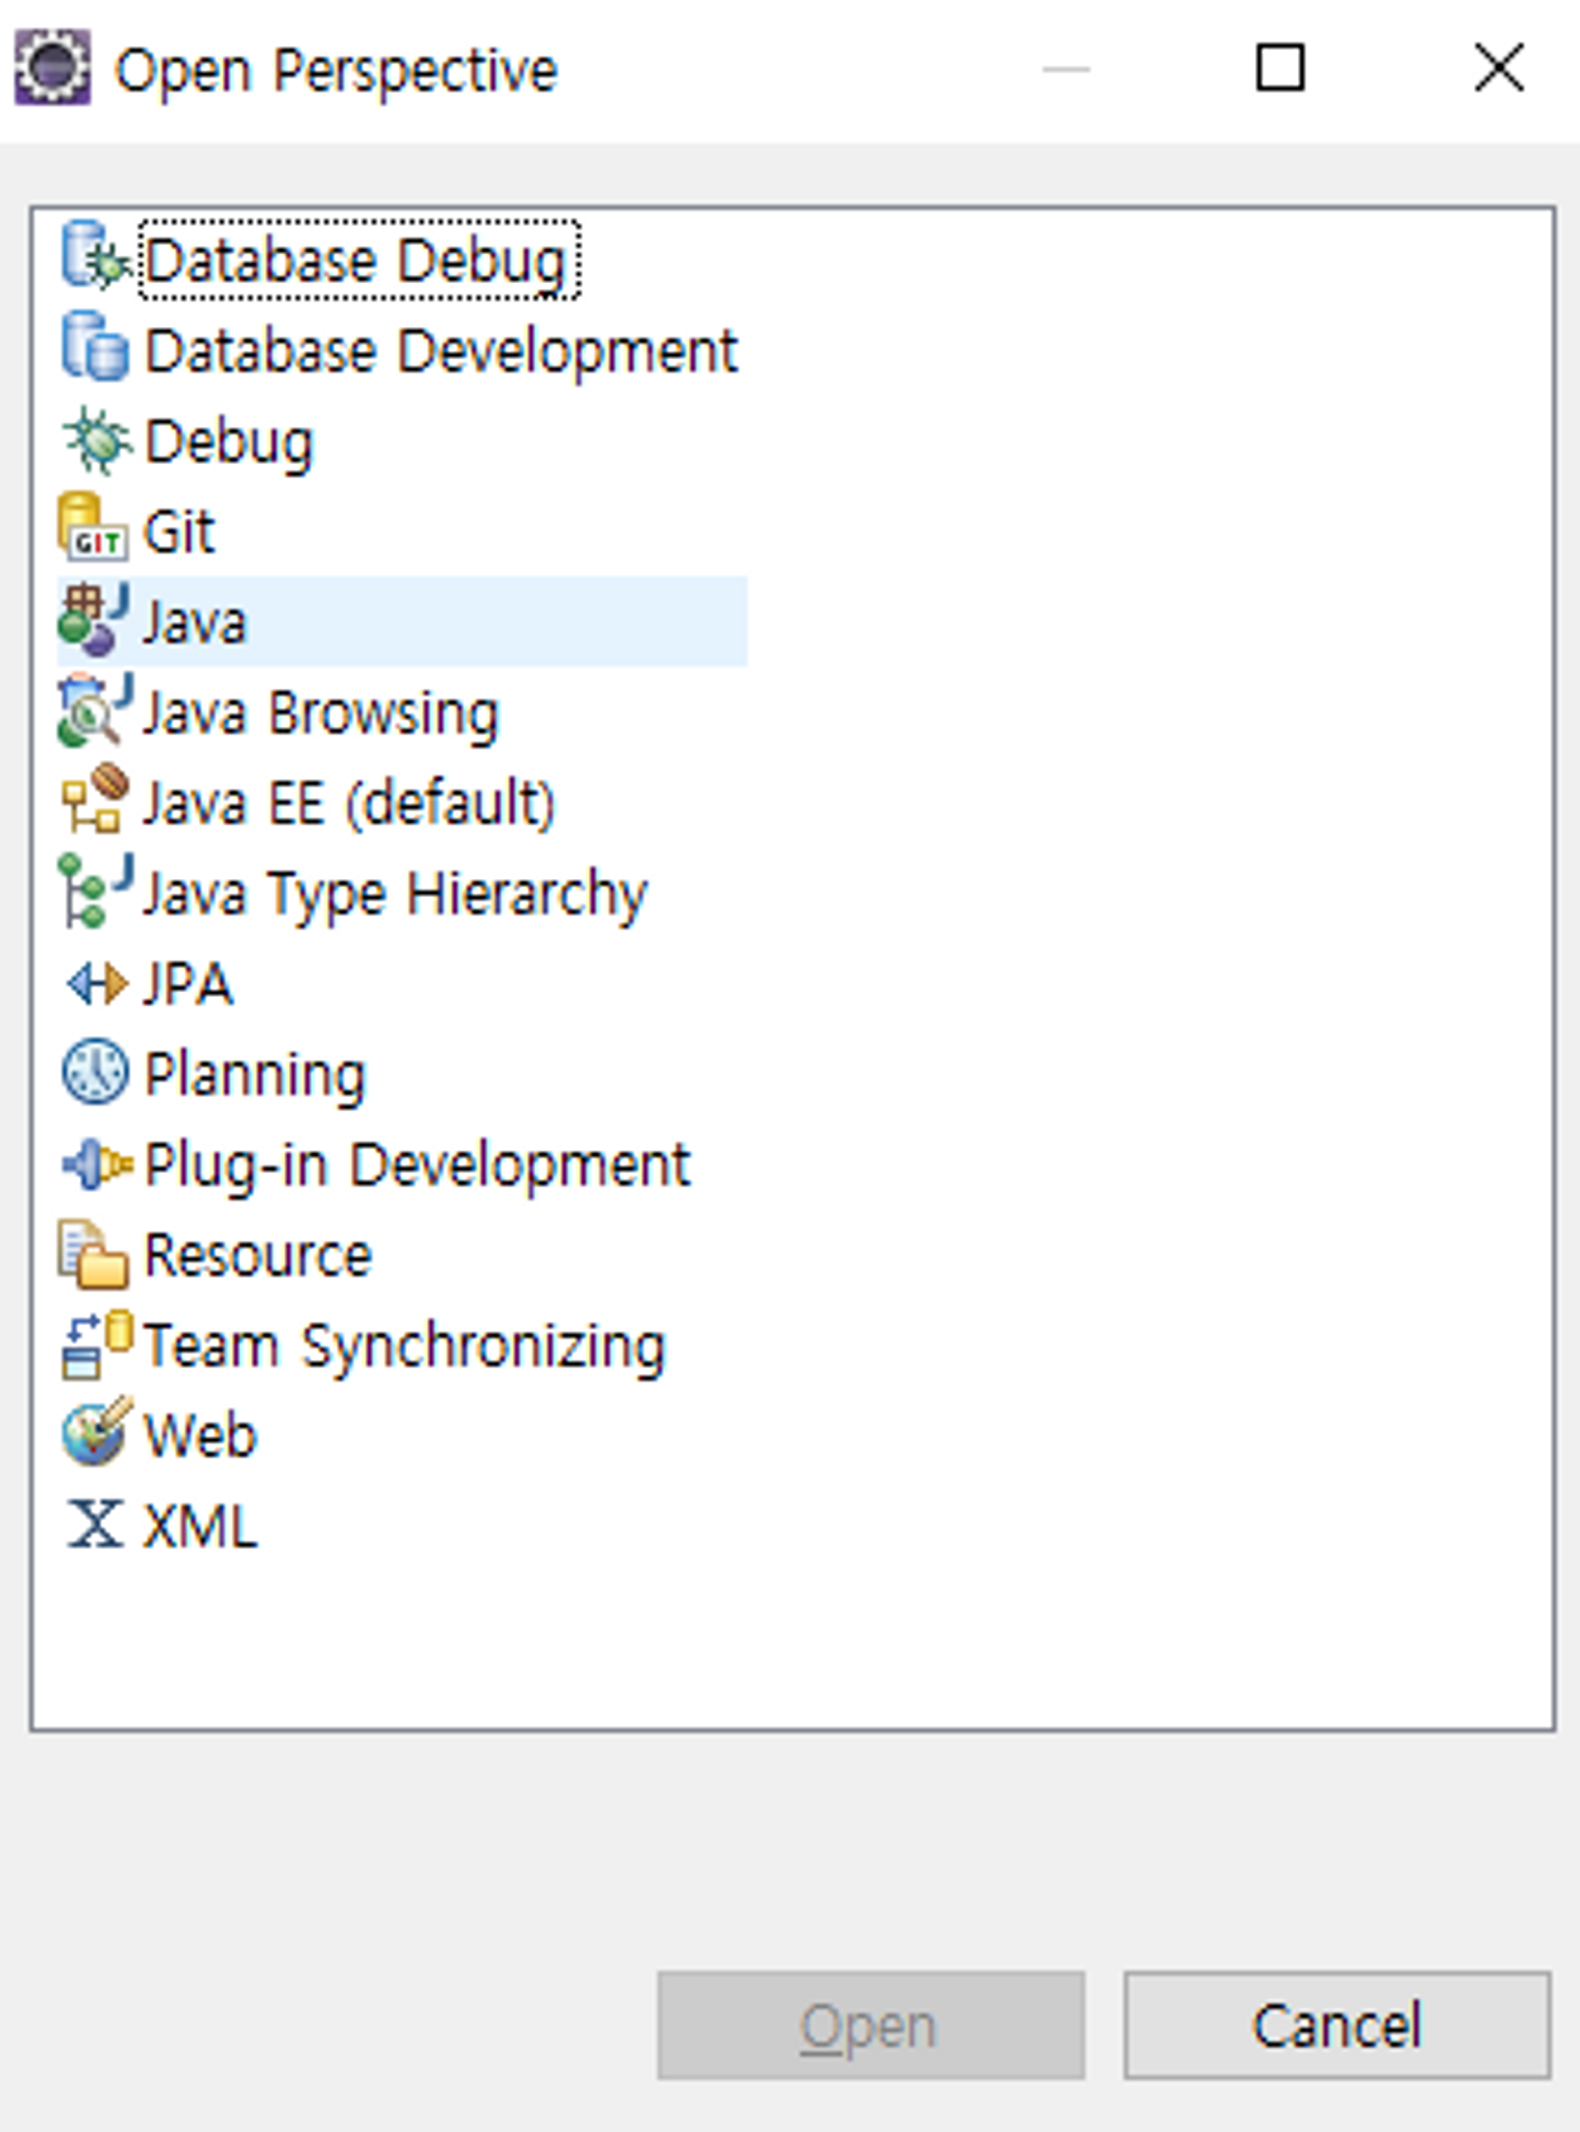 Open Perspective
Database Debug
Database Development
Debug
GIT Git
Java
Java Browsing
Java EE (default)
Java Type Hierarchy
JPA
Planning
Plug-in Development
Resource
Team Synchronizing
Web
X XML
Open
Cancel